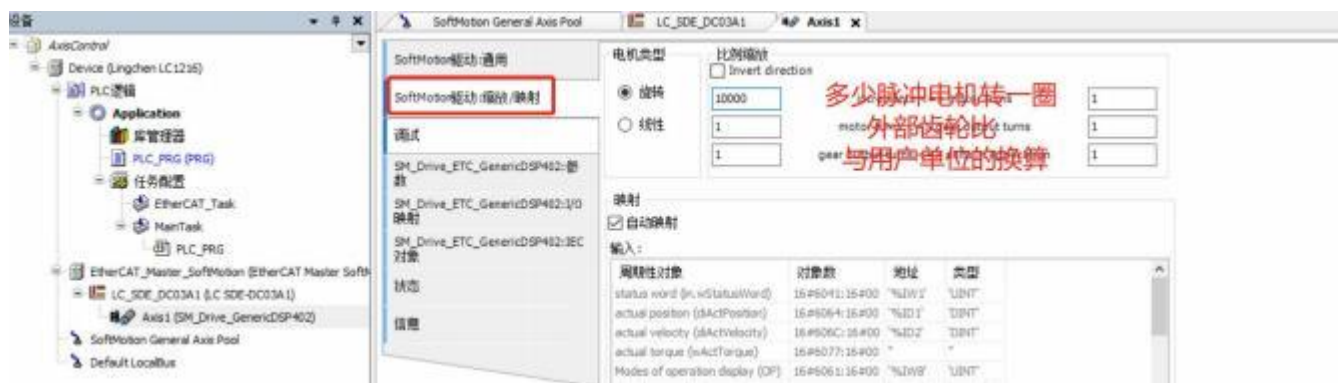 设备
AxisControl
Device (Lingchen LC1216)
PLC逻辑
Application
库管理器
PLC_PRG (PRG)
任务配置
EtherCAT_Task
MainTask
PLC_PRG
EtherCAT_Master_SoftMotion (EtherCAT Master Soft
LC_SDE_DC03A1 (LC SDE-DC03A1)
Axis1 (SM_Drive_GenericDSP402)
SoftMotion General Axis Pool
Default LocalBus
SoftMotion General Axis Pool
LC_SDE_DC03A1
Axis1
SoftMotion驱动:通用
SoftMotion驱动:缩放/映射
调试
SM_Drive_ETC_GenericDSP402:参
数
SM_Drive_ETC_GenericDSP402:I/O
映射
SM_Drive_ETC_GenericDSP402:IEC
对象
状态
信息
电机类型
旋转
线性
比例缩放
Invert direction
10000
多少脉冲电机转一圈
1
1
外部齿轮比
turns
1
1
与用户单位的换算
1
映射
自动映射
输入:
周期性对象 对象数 地址 类型
status word (in.wStatusWord) 16#6041:16#00 '%IW1' 'UINT'
actual position (diActPosition) 16#6064:16#00 '%ID1' 'DINT'
actual velocity (diActVelocity) 16#606C:16#00 '%ID2' 'DINT'
actual torque (wActTorque) 16#6077:16#00 '' ''
Modes of operation display (OP) 16#6061:16#00 '%IW8' 'UINT'